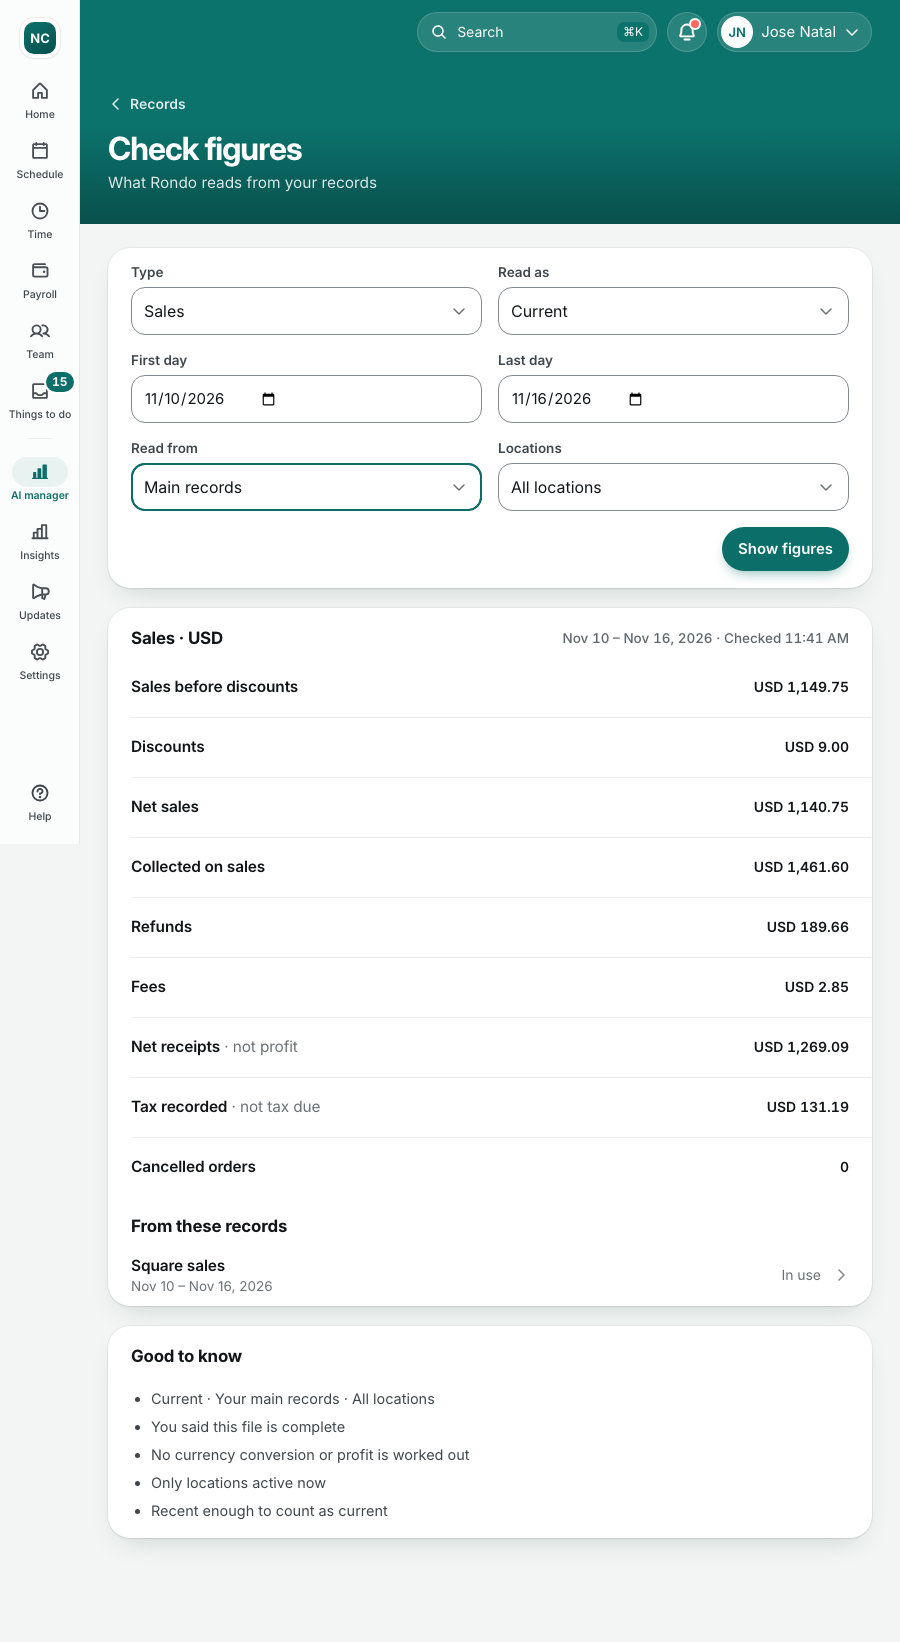 NC
Home
Schedule
Time
Payroll
Team
15
Things to do
AI manager
Insights
Updates
Settings
Help
Search ⌘K
JN Jose Natal
Records
Check figures
What Rondo reads from your records
Type
Sales
Read as
Current
First day
11/10/2026
Last day
11/16/2026
Read from
Main records
Locations
All locations
Show figures
Sales · USD
Nov 10 – Nov 16, 2026 · Checked 11:41 AM
Sales before discounts USD 1,149.75
Discounts USD 9.00
Net sales USD 1,140.75
Collected on sales USD 1,461.60
Refunds USD 189.66
Fees USD 2.85
Net receipts · not profit USD 1,269.09
Tax recorded · not tax due USD 131.19
Cancelled orders 0
From these records
Square sales
Nov 10 – Nov 16, 2026
In use
Good to know
• Current · Your main records · All locations
• You said this file is complete
• No currency conversion or profit is worked out
• Only locations active now
• Recent enough to count as current